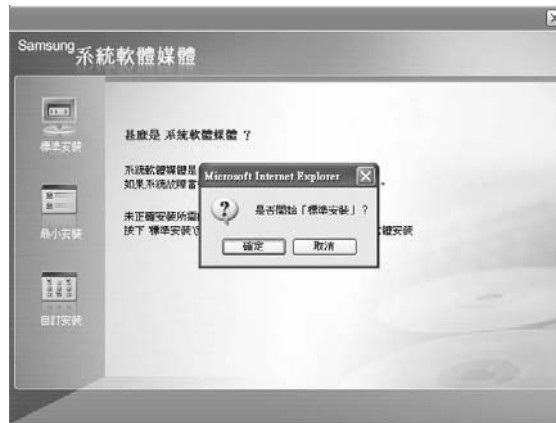 Samsung 系統軟體媒體
標準安裝
最小安裝
自訂安裝
甚麼是 系統軟體媒體 ?
系統軟體媒體是
如果系統故障當
未正確安裝所需
按下 '標準安裝'
體安裝
Microsoft Internet Explorer
是否開始「標準安裝」?
確定
取消